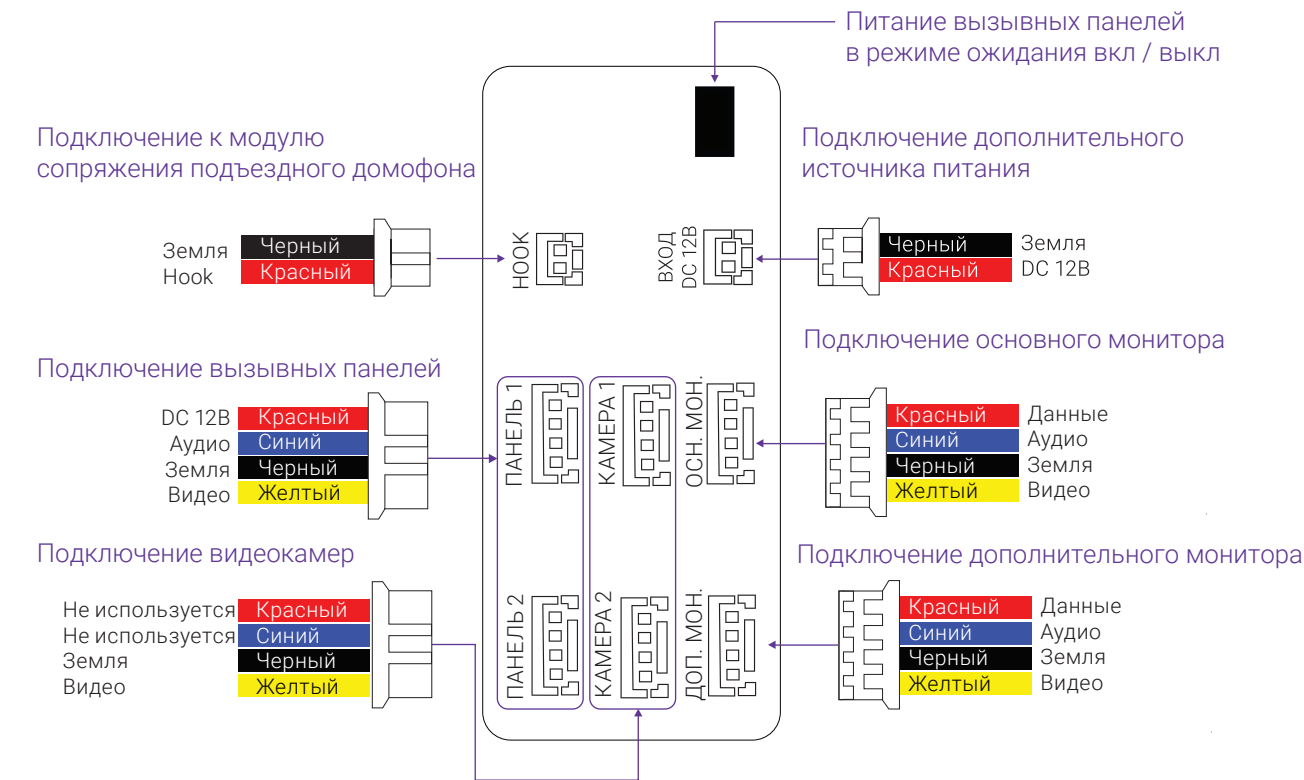 Питание вызывных панелей
в режиме ожидания вкл / выкл
Подключение к модулю
сопряжения подъездного домофона
Земля Черный
Hook Красный
HOOK
ВХОД
DC 12В
Подключение дополнительного
источника питания
Черный Земля
Красный DC 12В
Подключение вызывных панелей
DC 12В Красный
Аудио Синий
Земля Черный
Видео Желтый
ПАНЕЛЬ 1
КАМЕРА 1
ОСН. МОН.
Подключение основного монитора
Красный Данные
Синий Аудио
Черный Земля
Желтый Видео
Подключение видеокамер
Не используется Красный
Не используется Синий
Земля Черный
Видео Желтый
ПАНЕЛЬ 2
КАМЕРА 2
ДОП. МОН.
Подключение дополнительного монитора
Красный Данные
Синий Аудио
Черный Земля
Желтый Видео